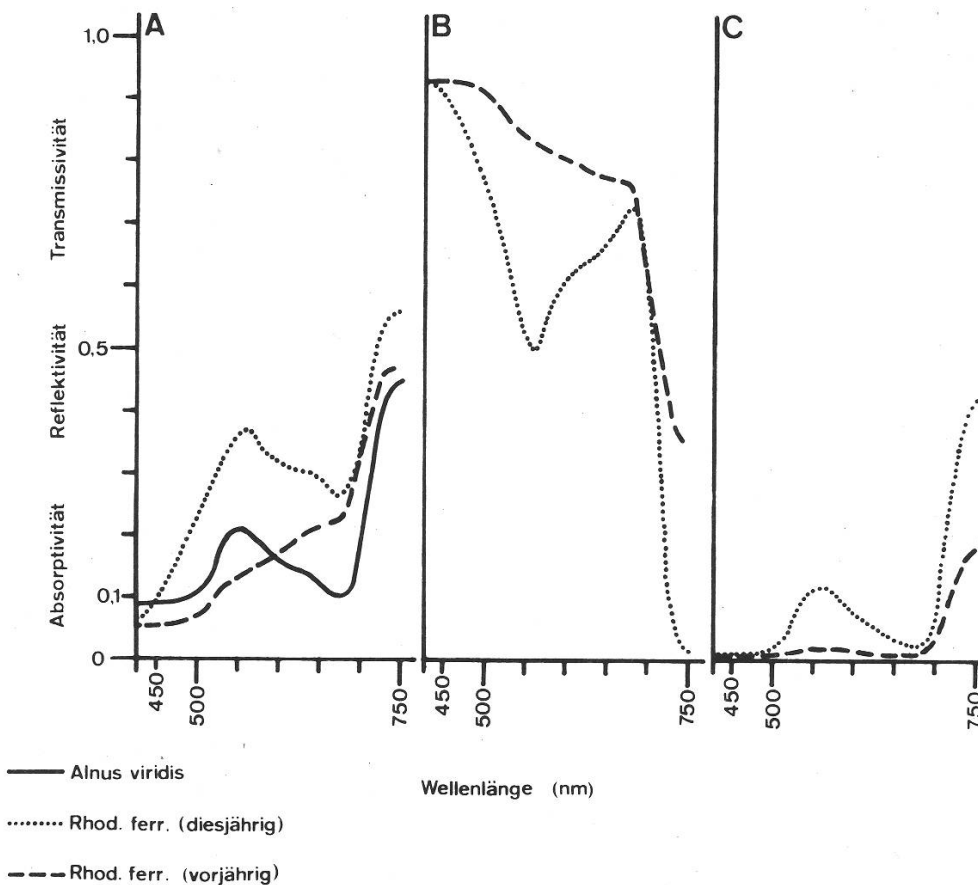 A
B
C
1,0
0,5
0,1
0
Transmissivität
Reflektivität
Absorptivität
450
500
750
450
500
750
450
500
750
Wellenlänge (nm)
Alnus viridis
Rhod. ferr. (diesjährig)
Rhod. ferr. (vorjährig)